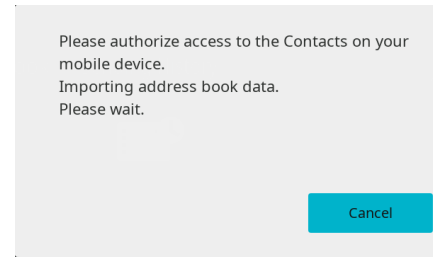 Please authorize access to the Contacts on your
mobile device.
Importing address book data.
Please wait.
Cancel